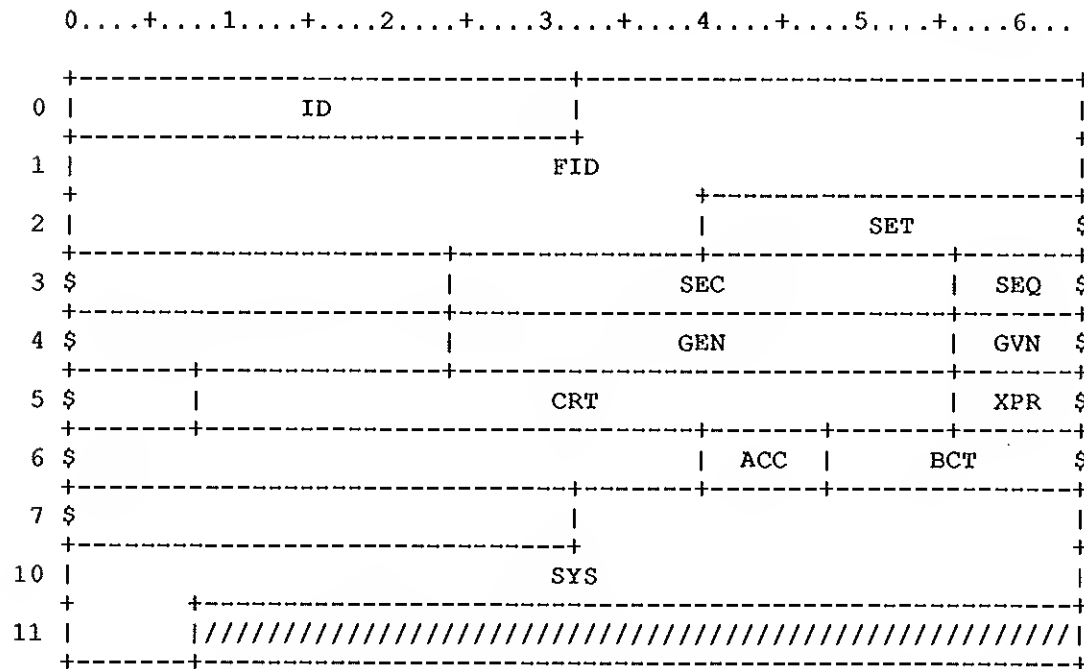 0....+....1....+....2....+....3....+....4....+....5....+....6...
+-------------------------------+-------------------------------+
0 | ID | |
+-------------------------------+ +
1 | FID |
+ +-----------------------+
2 | | SET $
+-----------------------+---------------+---------------+-------+
3 $ | SEC | SEQ $
+-----------------------+-------------------------------+-------+
4 $ | GEN | GVN $
+-------+---------------+-------------------------------+-------+
5 $ | CRT | XPR $
+-------+-------------------------------+-------+-------+-------+
6 $ | ACC | BCT $
+-------------------------------+-------+-------+---------------+
7 $ | |
+-------------------------------+ +
10 | SYS |
+ +-------------------------------------------------------+
11 | |///////////////////////////////////////////////////////|
+-------+-------------------------------------------------------+